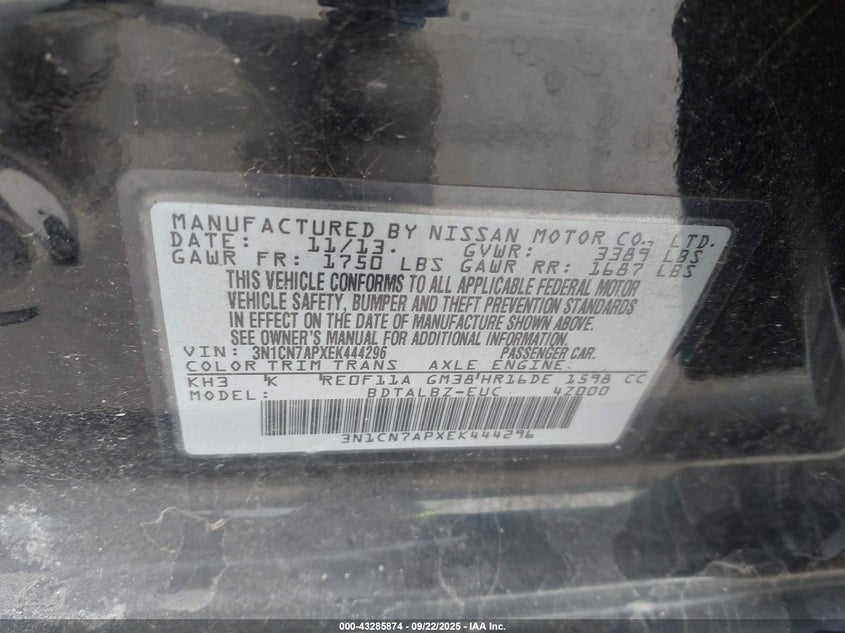 MANUFACTURED BY NISSAN MOTOR CO., LTD.
DATE: 11/13. GVWR: 3389 LBS
GAWR FR: 1750 LBS GAWR RR: 1687 LBS
THIS VEHICLE CONFORMS TO ALL APPLICABLE FEDERAL MOTOR
VEHICLE SAFETY, BUMPER AND THEFT PREVENTION STANDARDS
IN EFFECT ON THE DATE OF MANUFACTURE SHOWN ABOVE.
SEE OWNER'S MANUAL FOR ADDITIONAL INFORMATION.
VIN: 3N1CN7APXEK444296 PASSENGER CAR.
COLOR TRIM TRANS AXLE ENGINE
KH3 K RE0F11A GM38 HR16DE 1598 CC
MODEL: BDTALBZ-EUC 4Z000
3N1CN7APXEK444296
000-43285874 - 09/22/2025 - IAA Inc.